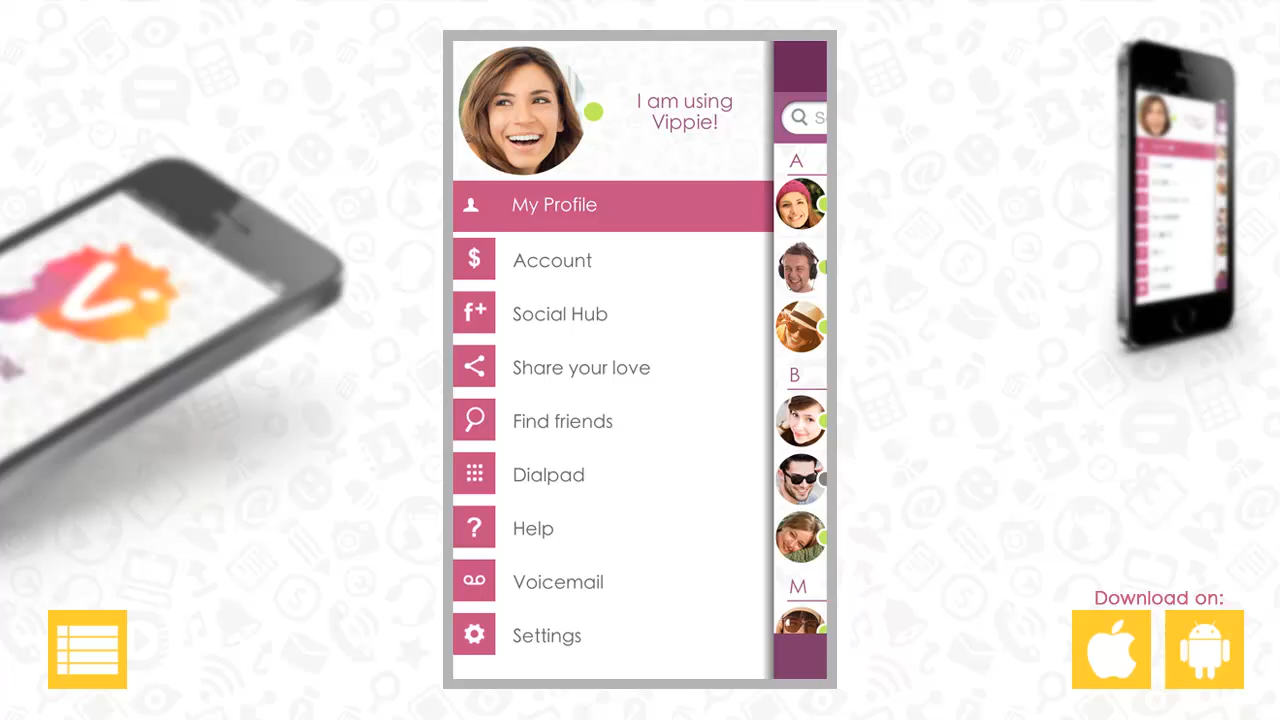 I am using
Vippie!
My Profile
Account
Social Hub
Share your love
Find friends
Dialpad
Help
Voicemail
Settings
A
B
M
Download on: